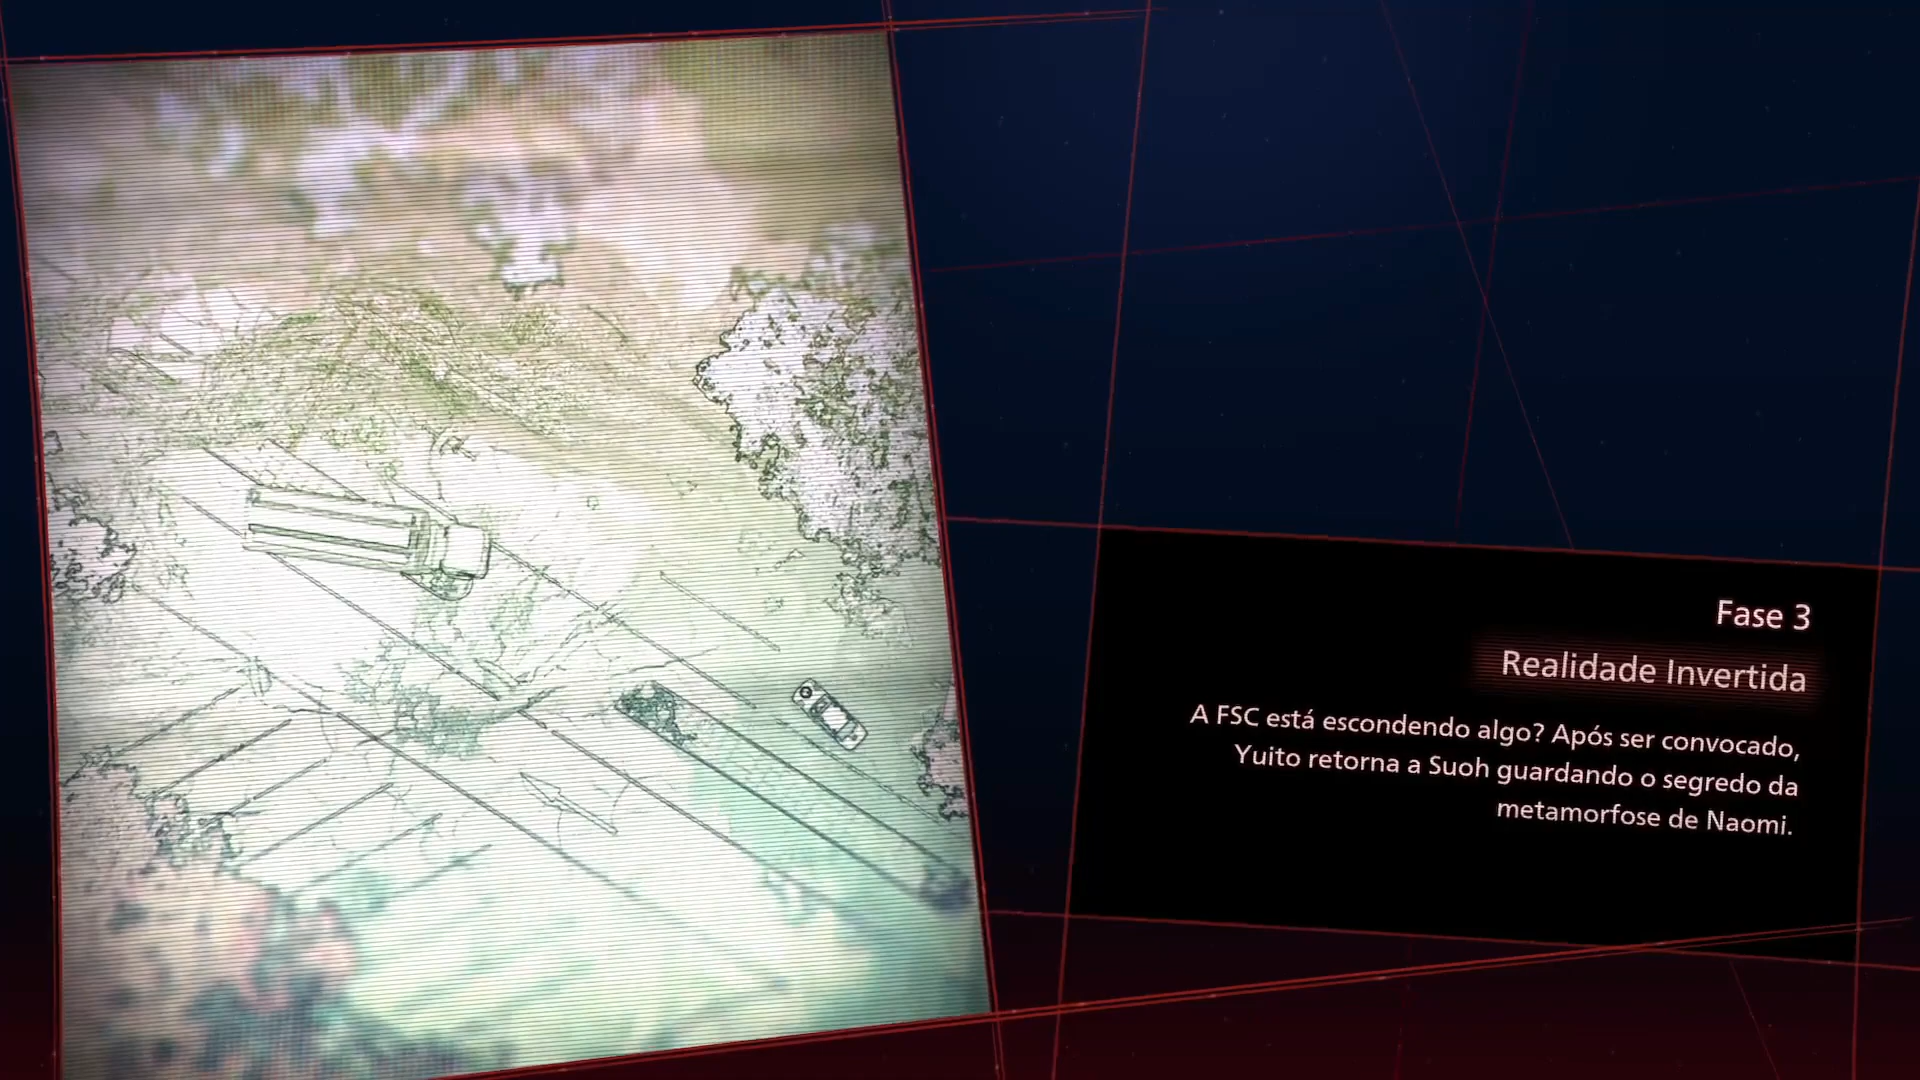 Fase 3
Realidade Invertida
A FSC está escondendo algo? Após ser convocado,
Yuito retorna a Suoh guardando o segredo da
metamorfose de Naomi.